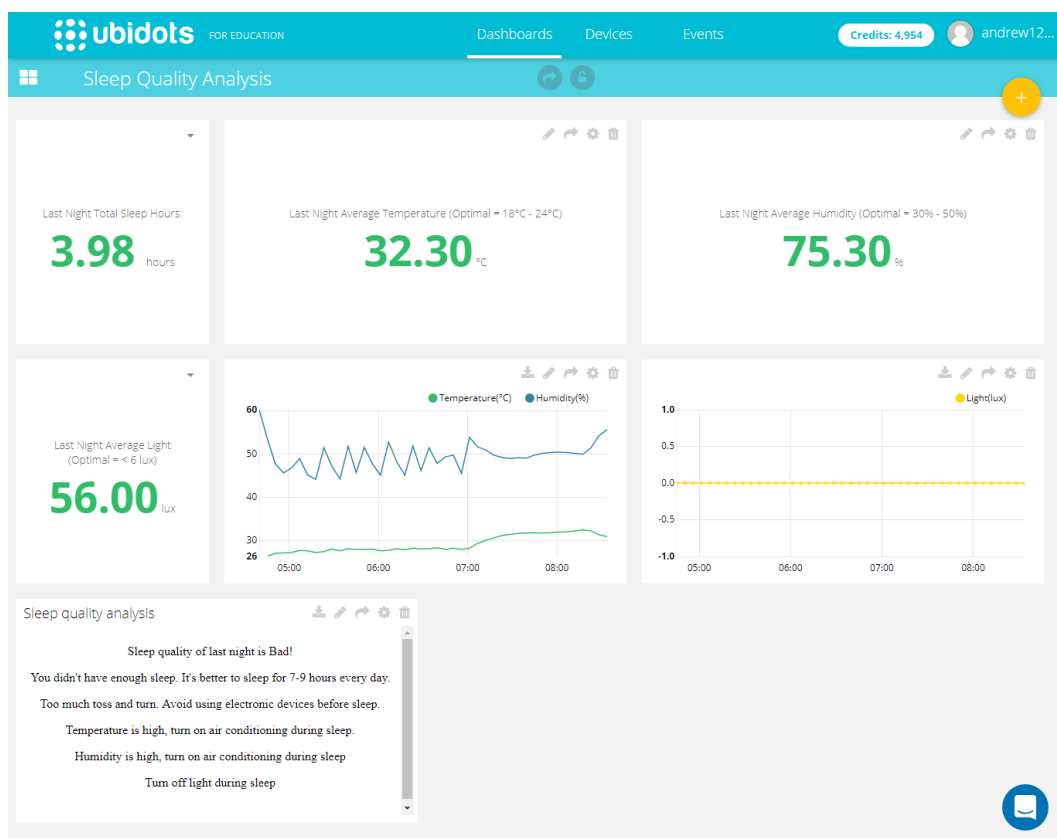 ubidots FOR EDUCATION
Dashboards Devices Events
Credits: 4,954
andrew12...
Sleep Quality Analysis
+
Last Night Total Sleep Hours:
3.98 hours
Last Night Average Temperature (Optimal = 18°C - 24°C)
32.30 °C
Last Night Average Humidity (Optimal = 30% - 50%)
75.30 %
Last Night Average Light
(Optimal = < 6 lux)
56.00 lux
Temperature(°C) Humidity(%)
60
50
40
30
26
05:00 06:00 07:00 08:00
Light(lux)
1.0
0.5
0.0
-0.5
-1.0
05:00 06:00 07:00 08:00
Sleep quality analysis
Sleep quality of last night is Bad!
You didn't have enough sleep. It's better to sleep for 7-9 hours every day.
Too much toss and turn. Avoid using electronic devices before sleep.
Temperature is high, turn on air conditioning during sleep.
Humidity is high, turn on air conditioning during sleep
Turn off light during sleep